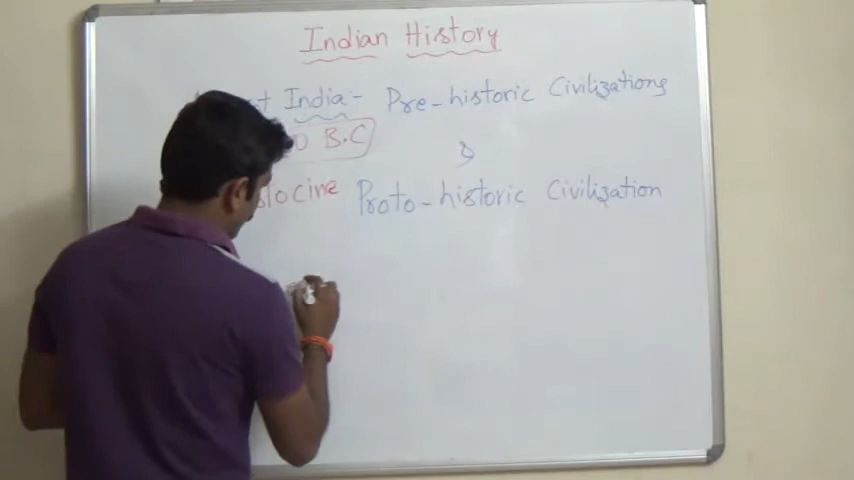 Indian History
India - Pre-historic Civilizations
B.C
&
Proto-historic Civilization